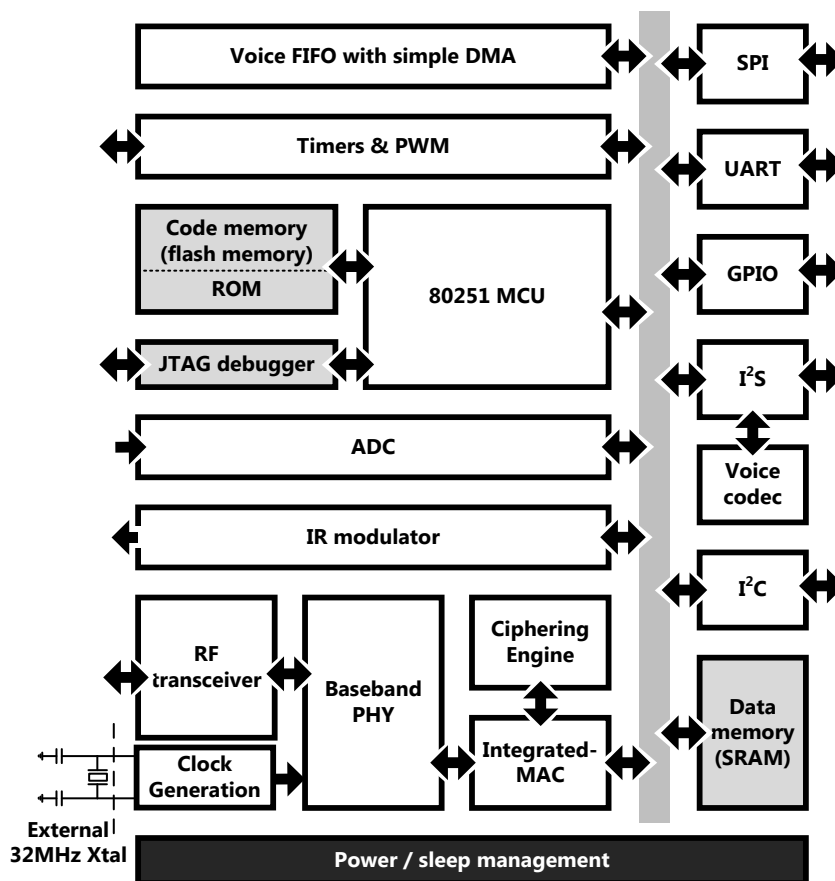 Voice FIFO with simple DMA
SPI
Timers & PWM
UART
Code memory
(flash memory)
ROM
80251 MCU
GPIO
JTAG debugger
I²S
ADC
Voice
codec
IR modulator
I²C
RF
transceiver
Baseband
PHY
Ciphering
Engine
Integrated-
MAC
Data
memory
(SRAM)
Clock
Generation
External
32MHz Xtal
Power / sleep management